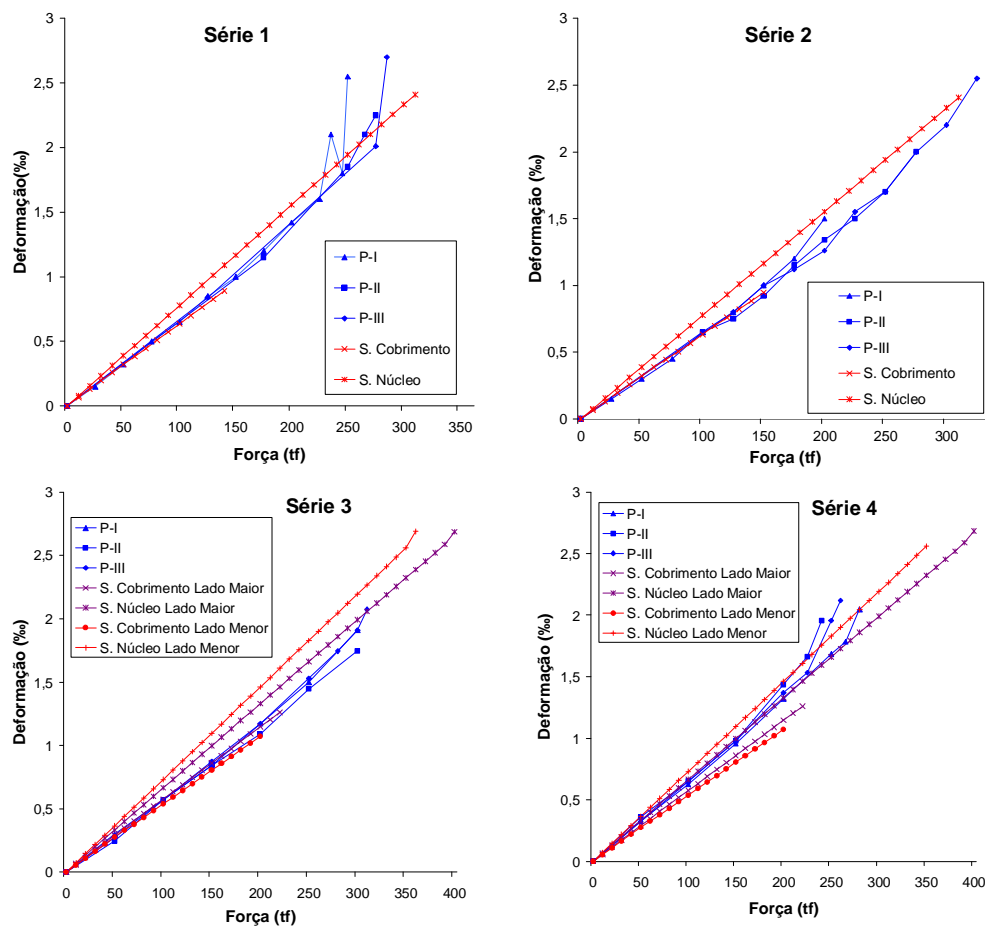 Série 1
Deformação(‰)
3
2,5
2
1,5
1
0,5
0
0 50 100 150 200 250 300 350
Força (tf)
P-I
P-II
P-III
S. Cobrimento
S. Núcleo
Série 2
Deformação (‰)
3
2,5
2
1,5
1
0,5
0
0 50 100 150 200 250 300
Força (tf)
P-I
P-II
P-III
S. Cobrimento
S. Núcleo
Série 3
Deformação (‰)
3
2,5
2
1,5
1
0,5
0
0 50 100 150 200 250 300 350 400
Força (tf)
P-I
P-II
P-III
S. Cobrimento Lado Maior
S. Núcleo Lado Maior
S. Cobrimento Lado Menor
S. Núcleo Lado Menor
Série 4
Deformação (‰)
3
2,5
2
1,5
1
0,5
0
0 50 100 150 200 250 300 350 400
Força (tf)
P-I
P-II
P-III
S. Cobrimento Lado Maior
S. Núcleo Lado Maior
S. Cobrimento Lado Menor
S. Núcleo Lado Menor